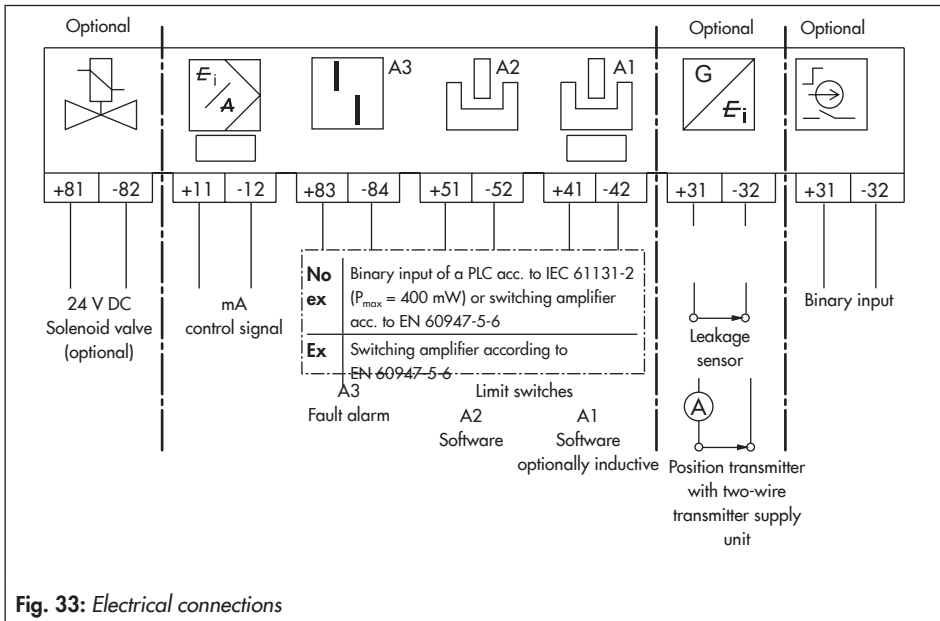 Optional
Optional
Optional
E i
A
A3
A2
A1
G
E i
+81 -82 +11 -12 +83 -84 +51 -52 +41 -42 +31 -32 +31 -32
24 V DC
Solenoid valve
(optional)
mA
control signal
No
ex
Binary input of a PLC acc. to IEC 61131-2
(Pmax = 400 mW) or switching amplifier
acc. to EN 60947-5-6
Ex
Switching amplifier according to
EN 60947-5-6
A3
Fault alarm
Limit switches
A2
Software
A1
Software
optionally inductive
Leakage
sensor
A
Position transmitter
with two-wire
transmitter supply
unit
Binary input
Fig. 33: Electrical connections